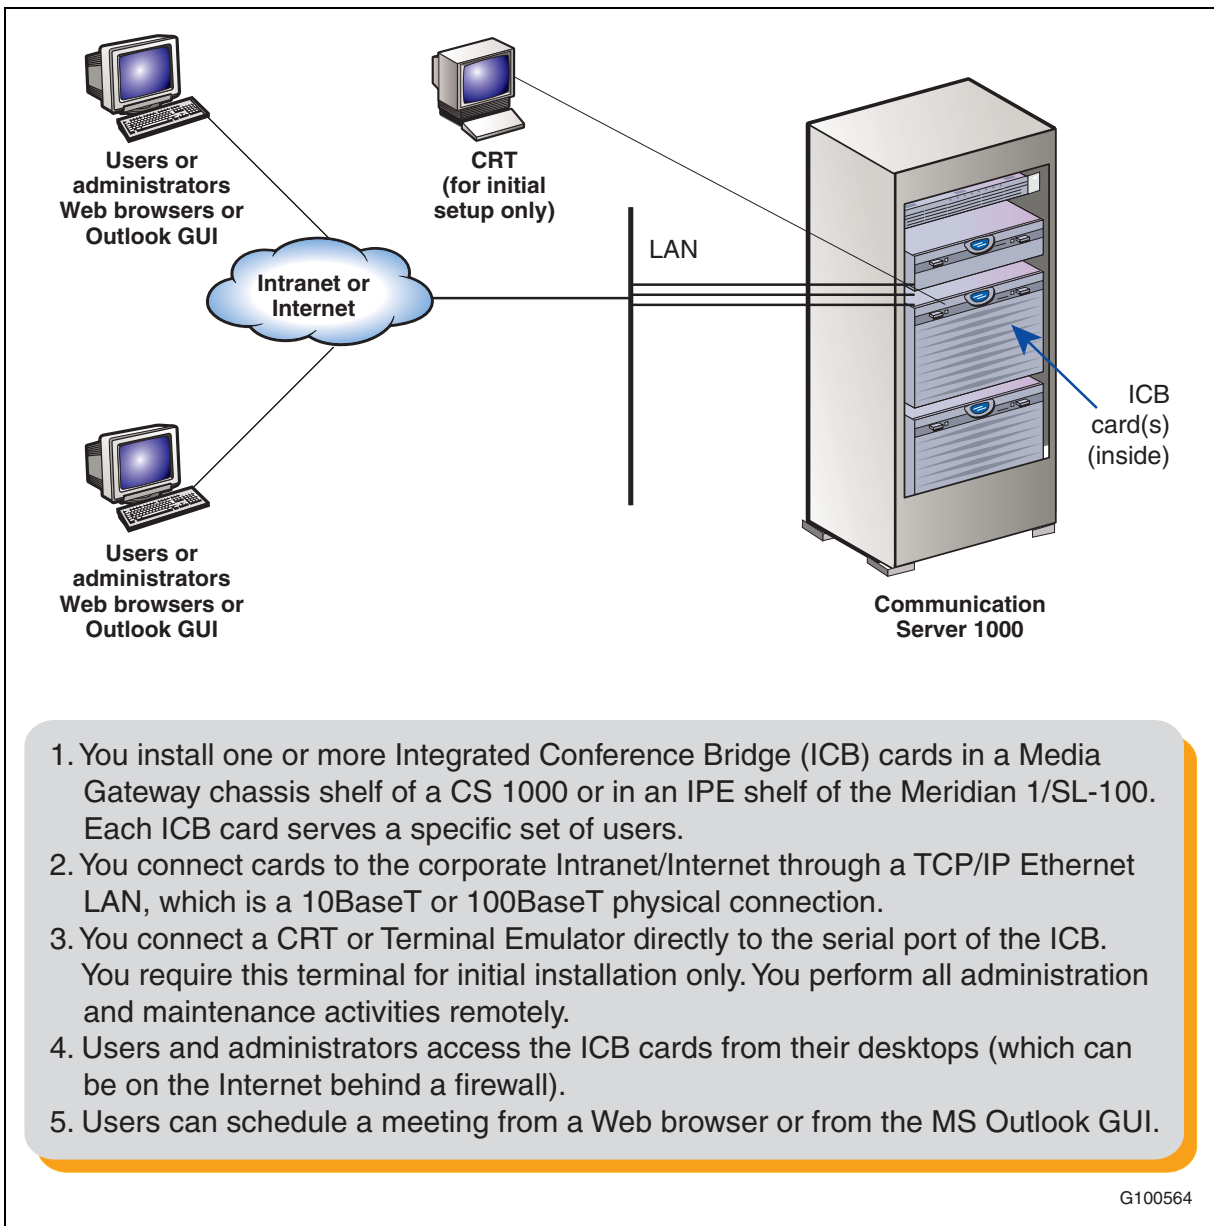 Users or
administrators
Web browsers or
Outlook GUI
CRT
(for initial
setup only)
LAN
Intranet or
Internet
ICB
card(s)
(inside)
Users or
administrators
Web browsers or
Outlook GUI
Communication
Server 1000
1. You install one or more Integrated Conference Bridge (ICB) cards in a Media
Gateway chassis shelf of a CS 1000 or in an IPE shelf of the Meridian 1/SL-100.
Each ICB card serves a specific set of users.
2. You connect cards to the corporate Intranet/Internet through a TCP/IP Ethernet
LAN, which is a 10BaseT or 100BaseT physical connection.
3. You connect a CRT or Terminal Emulator directly to the serial port of the ICB.
You require this terminal for initial installation only. You perform all administration
and maintenance activities remotely.
4. Users and administrators access the ICB cards from their desktops (which can
be on the Internet behind a firewall).
5. Users can schedule a meeting from a Web browser or from the MS Outlook GUI.
G100564